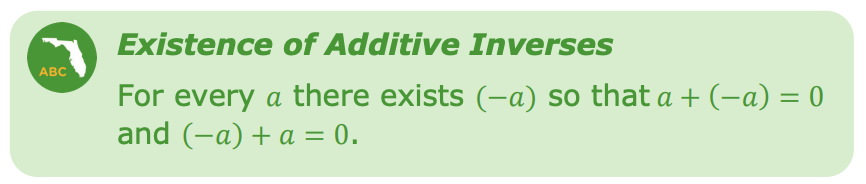 ABC
Existence of Additive Inverses
For every a there exists (−a) so that a + (−a) = 0
and (−a) + a = 0.